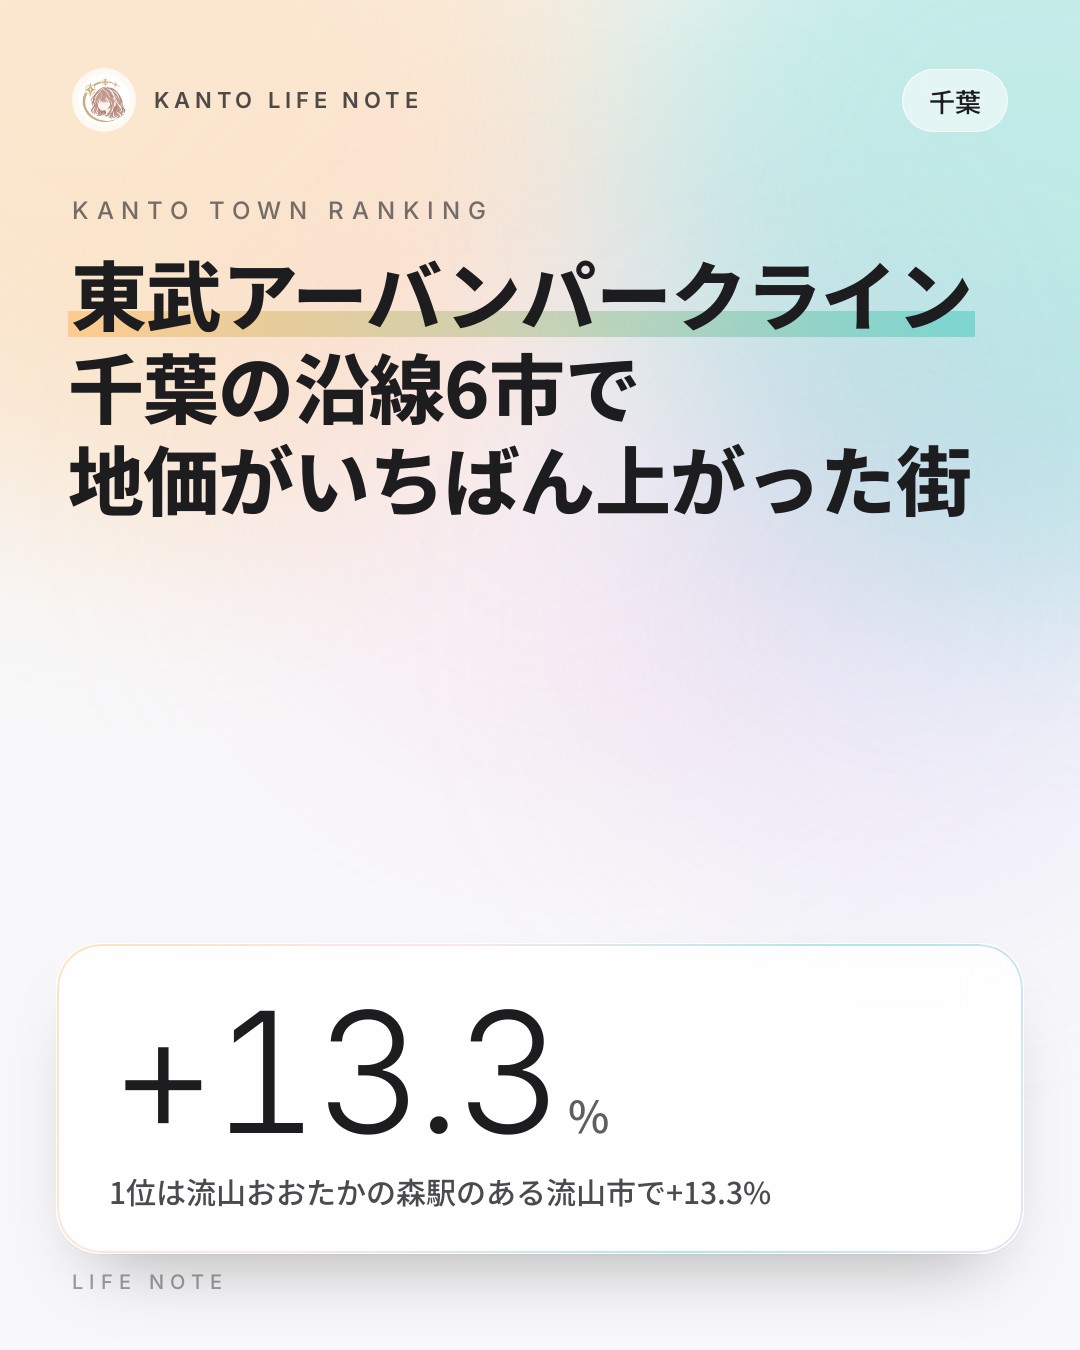 KANTO LIFE NOTE
千葉
KANTO TOWN RANKING
東武アーバンパークライン
千葉の沿線6市で
地価がいちばん上がった街
+13.3%
1位は流山おおたかの森駅のある流山市で+13.3%
LIFE NOTE